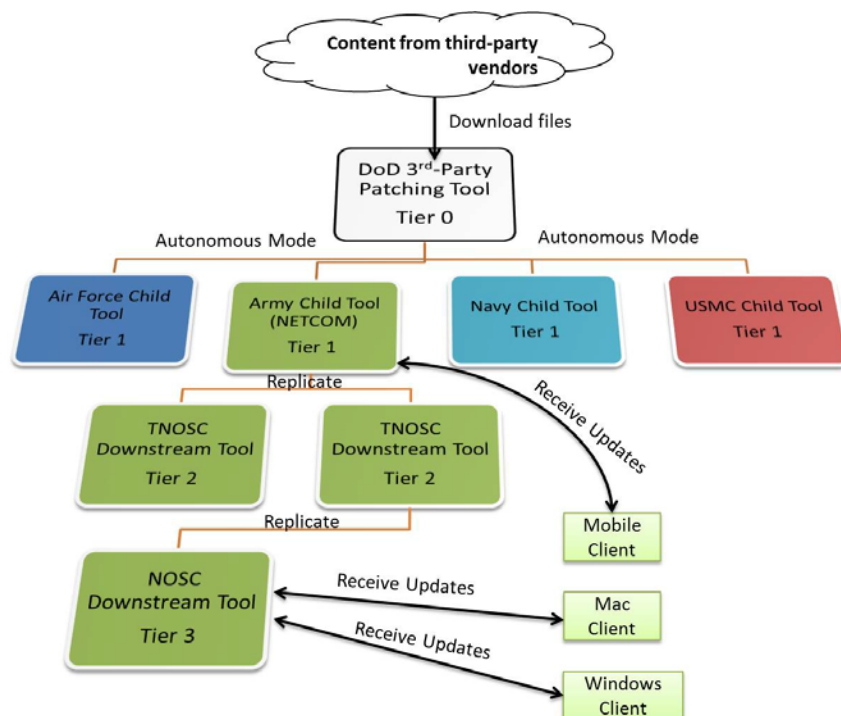 Content from third-party
vendors
Download files
DoD 3rd-Party
Patching Tool
Tier 0
Autonomous Mode
Autonomous Mode
Air Force Child
Tool
Tier 1
Army Child Tool
(NETCOM)
Tier 1
Navy Child Tool
Tier 1
USMC Child Tool
Tier 1
Replicate
Receive Updates
TNOSC
Downstream Tool
Tier 2
TNOSC
Downstream Tool
Tier 2
Replicate
Mobile
Client
NOSC
Downstream Tool
Tier 3
Receive Updates
Mac
Client
Receive Updates
Windows
Client